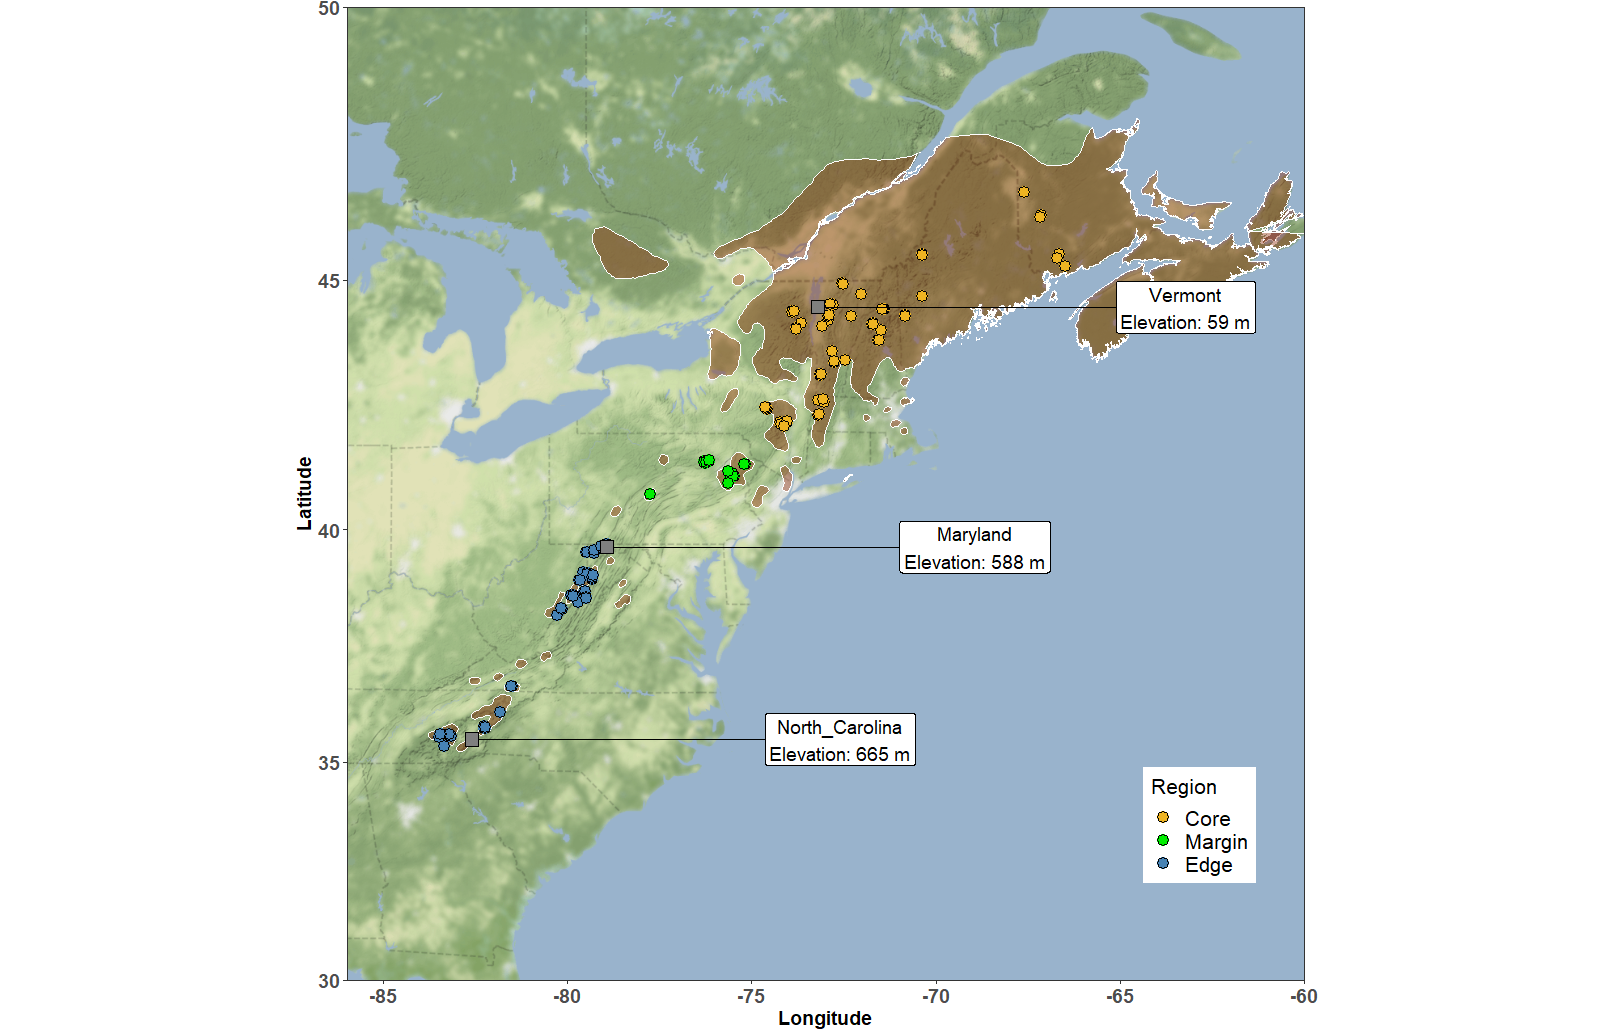 50
45
40
35
30
Latitude
Vermont
Elevation: 59 m
Maryland
Elevation: 588 m
North_Carolina
Elevation: 665 m
Region
Core
Margin
Edge
-85
-80
-75
-70
-65
-60
Longitude